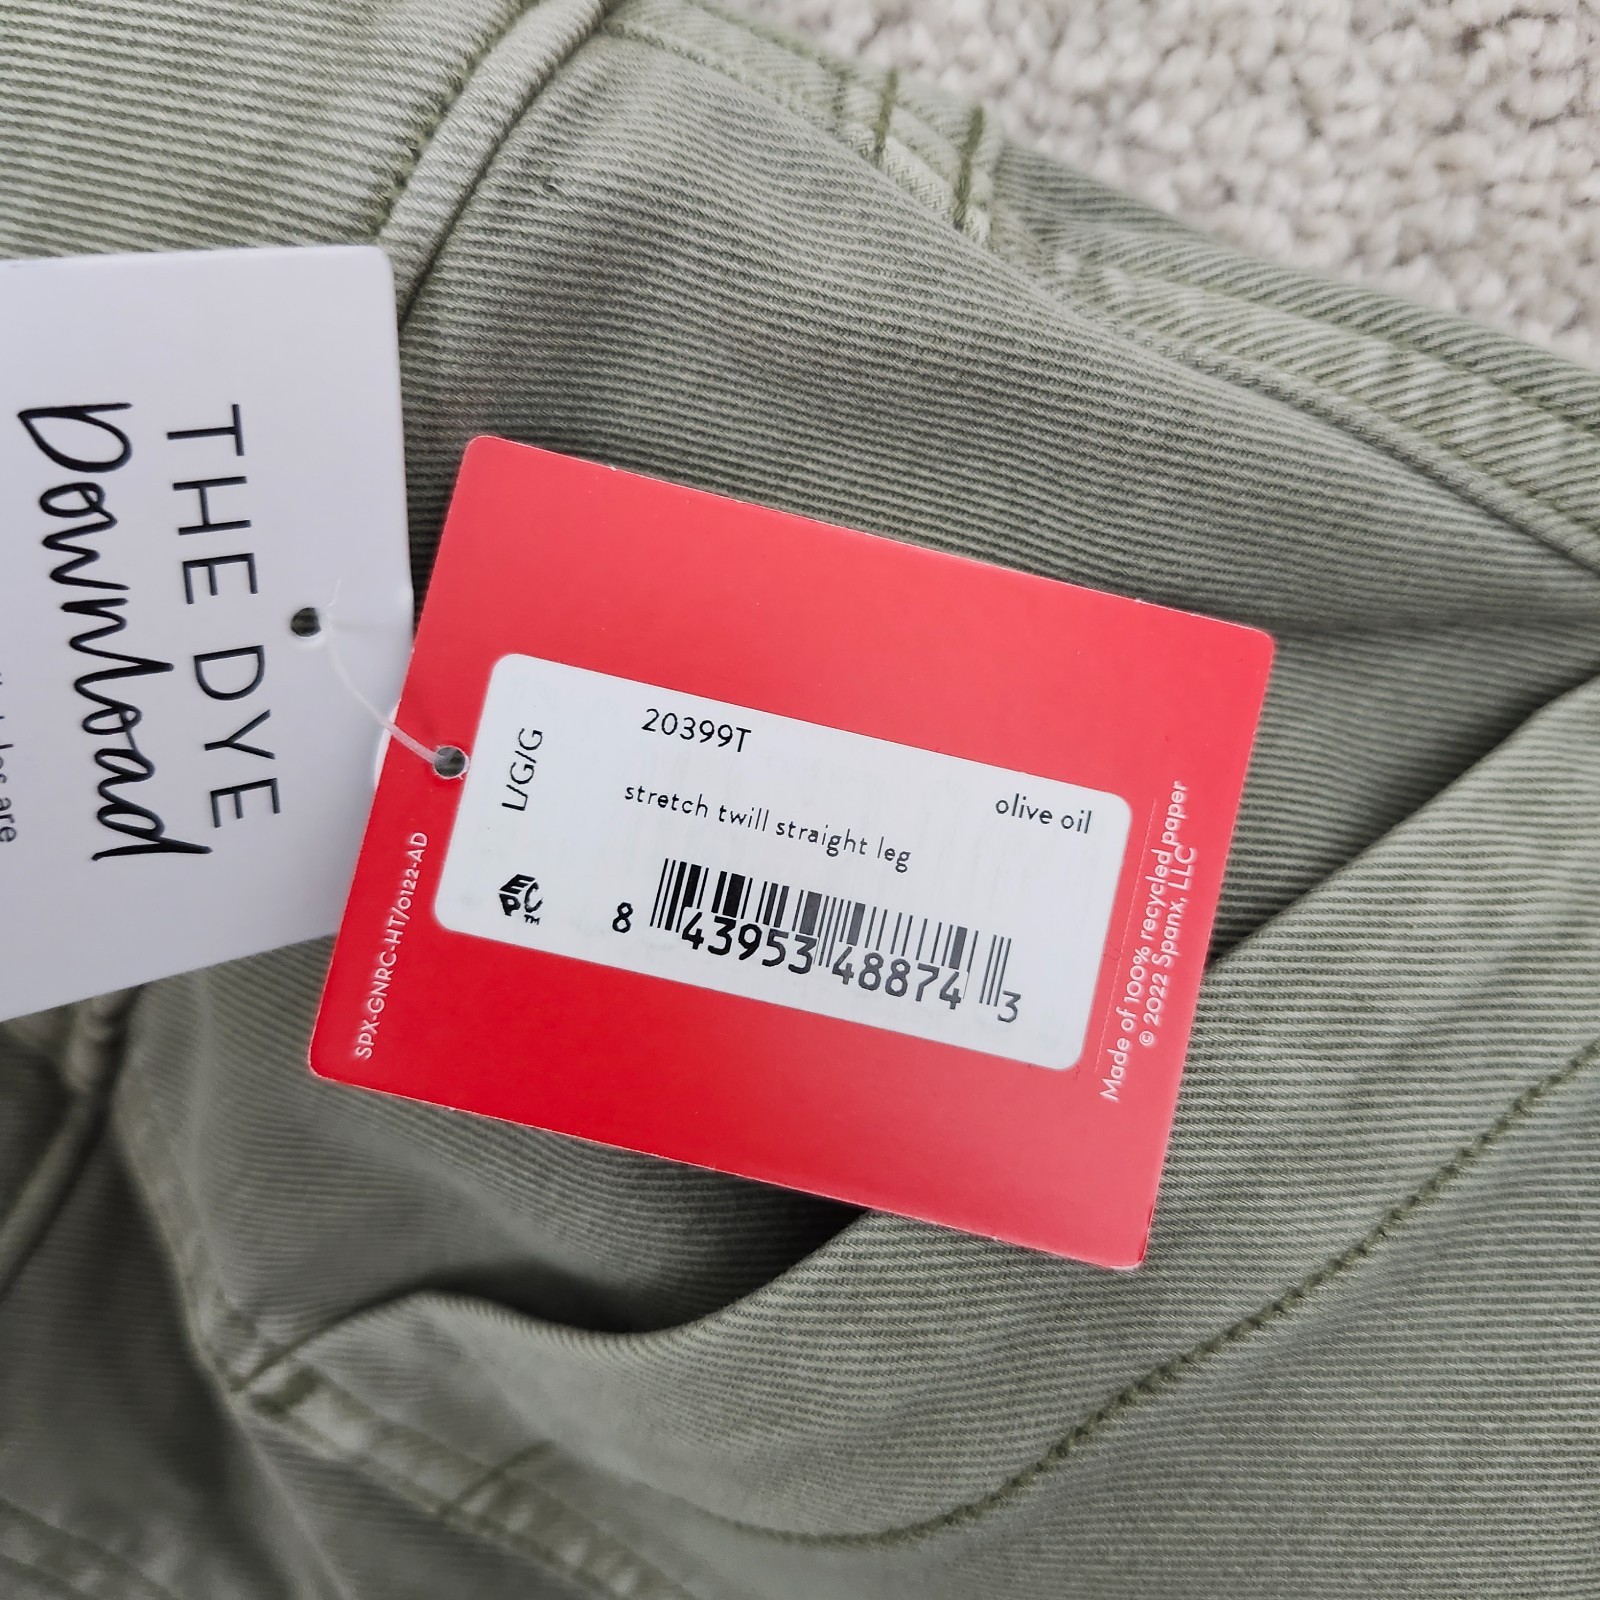 THE DYE
Download
are
20399T
L/G/G
olive oil
stretch twill straight leg
EPC™
8 43953 48874 3
SPX-GNRC-HT/0122-AD
Made of 100% recycled paper
© 2022 Spanx, LLC